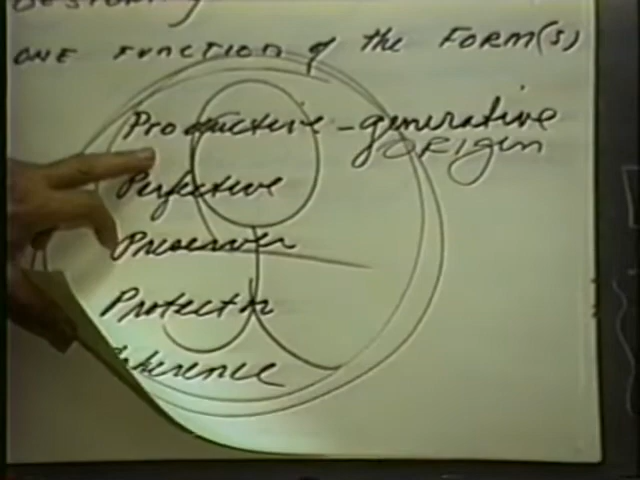 ONE FUNCTION of the FORM(S)
Productive - generative
ORIGIN
Perfective
Preserver
Protector